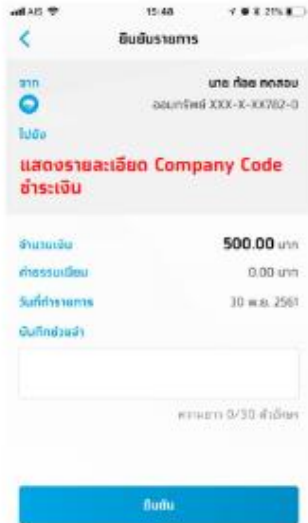 AIS 15:48 21%
ยืนยันรายการ
จาก
นาย ก้อย ทดสอบ
ออมทรัพย์ XXX-X-XX782-0
ไปยัง
แสดงรายละเอียด Company Code
ชำระเงิน
จำนวนเงิน 500.00 บาท
ค่าธรรมเนียม 0.00 บาท
วันที่ทำรายการ 30 พ.ย. 2561
บันทึกช่วยจำ
ความยาว 0/30 ตัวอักษร
ยืนยัน